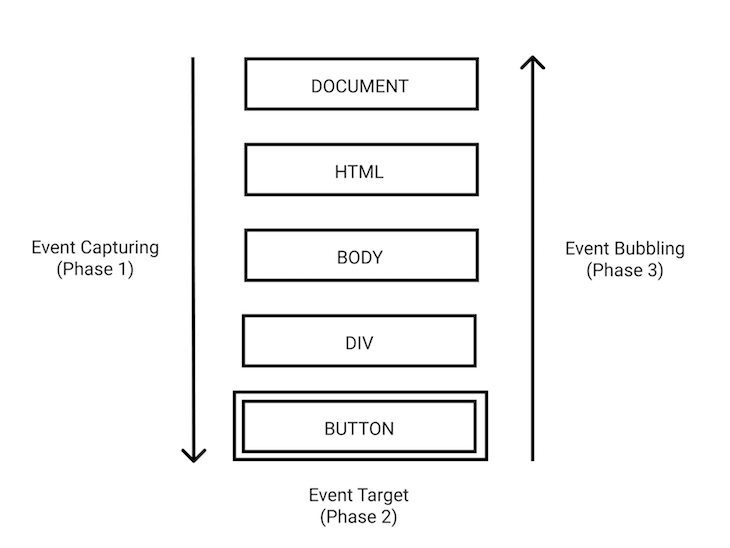 DOCUMENT
HTML
Event Capturing
(Phase 1)
BODY
Event Bubbling
(Phase 3)
DIV
BUTTON
Event Target
(Phase 2)